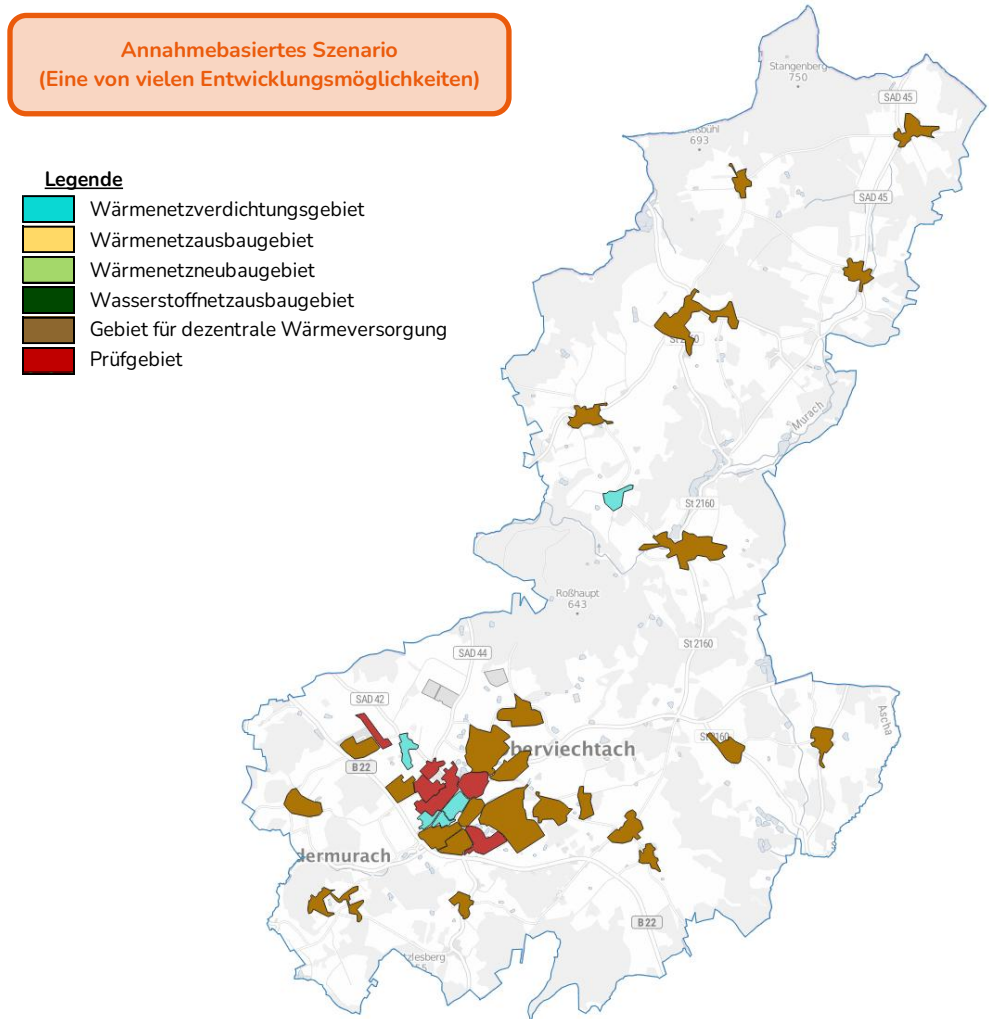 Annahmebasiertes Szenario
(Eine von vielen Entwicklungsmöglichkeiten)
Legende
Wärmenetzverdichtungsgebiet
Wärmenetzausbaugebiet
Wärmenetzneubaugebiet
Wasserstoffnetzausbaugebiet
Gebiet für dezentrale Wärmeversorgung
Prüfgebiet
Stangenberg
750
SAD 45
693
SAD 45
Murach
St 2160
Roßhaupt
643
St 2160
SAD 44
SAD 42
Ascha
berviechtach
B 22
dermurach
B 22